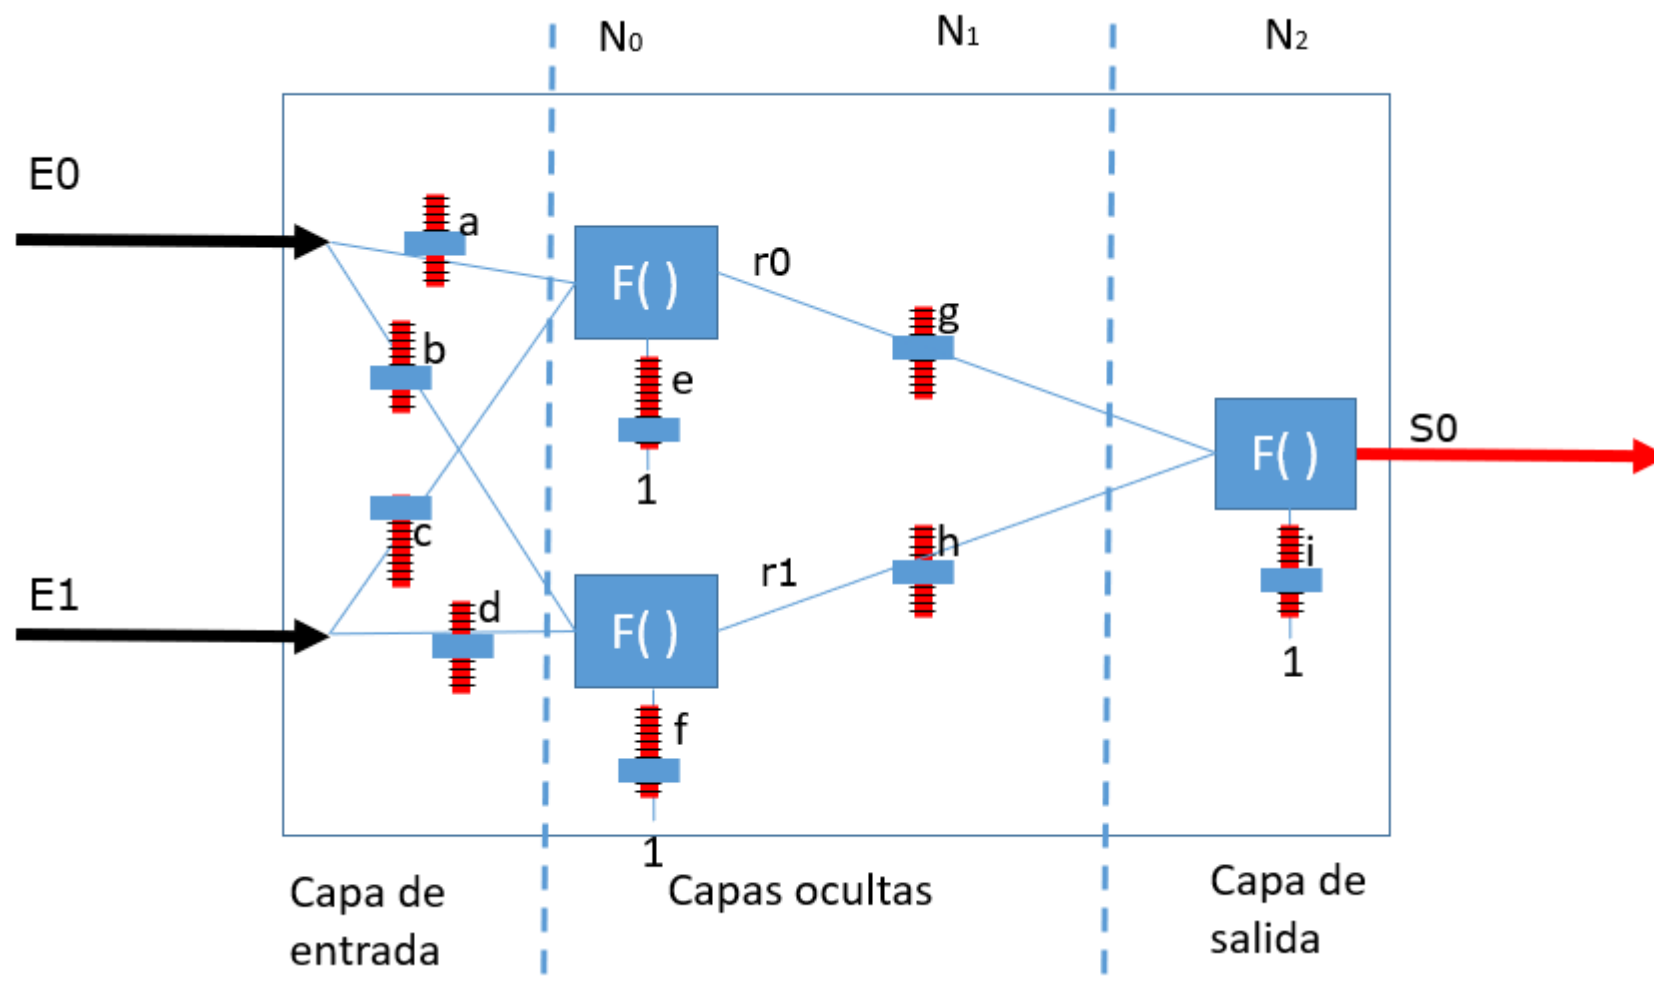 N₀
N₁
N₂
E0
a
b
F( )
r0
g
e
1
S0
F( )
c
h
i
E1
d
r1
F( )
1
f
1
Capa de
entrada
Capas ocultas
Capa de
salida